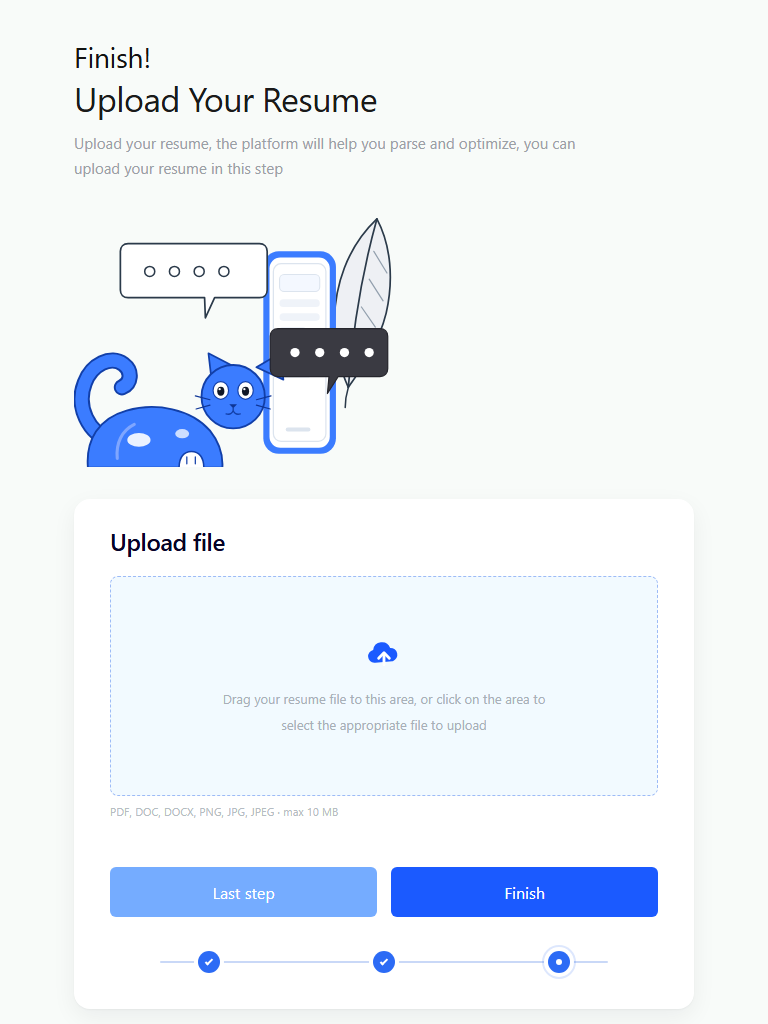 Finish!
Upload Your Resume
Upload your resume, the platform will help you parse and optimize, you can
upload your resume in this step
Upload file
Drag your resume file to this area, or click on the area to
select the appropriate file to upload
PDF, DOC, DOCX, PNG, JPG, JPEG · max 10 MB
Last step
Finish